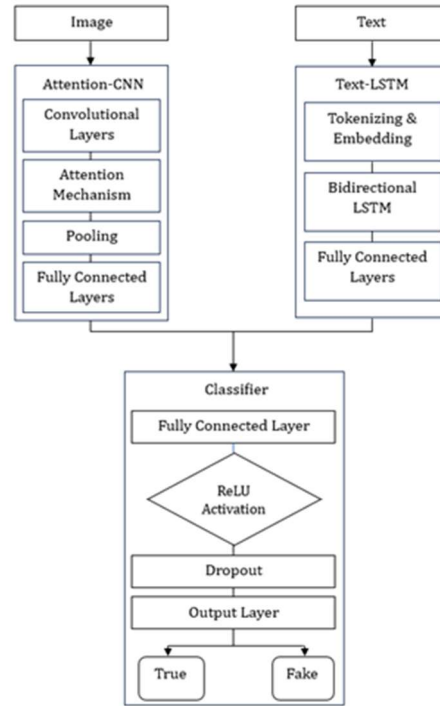 Image
Text
Attention-CNN
Convolutional
Layers
Attention
Mechanism
Pooling
Fully Connected
Layers
Text-LSTM
Tokenizing &
Embedding
Bidirectional
LSTM
Fully Connected
Layers
Classifier
Fully Connected Layer
ReLU
Activation
Dropout
Output Layer
True
Fake